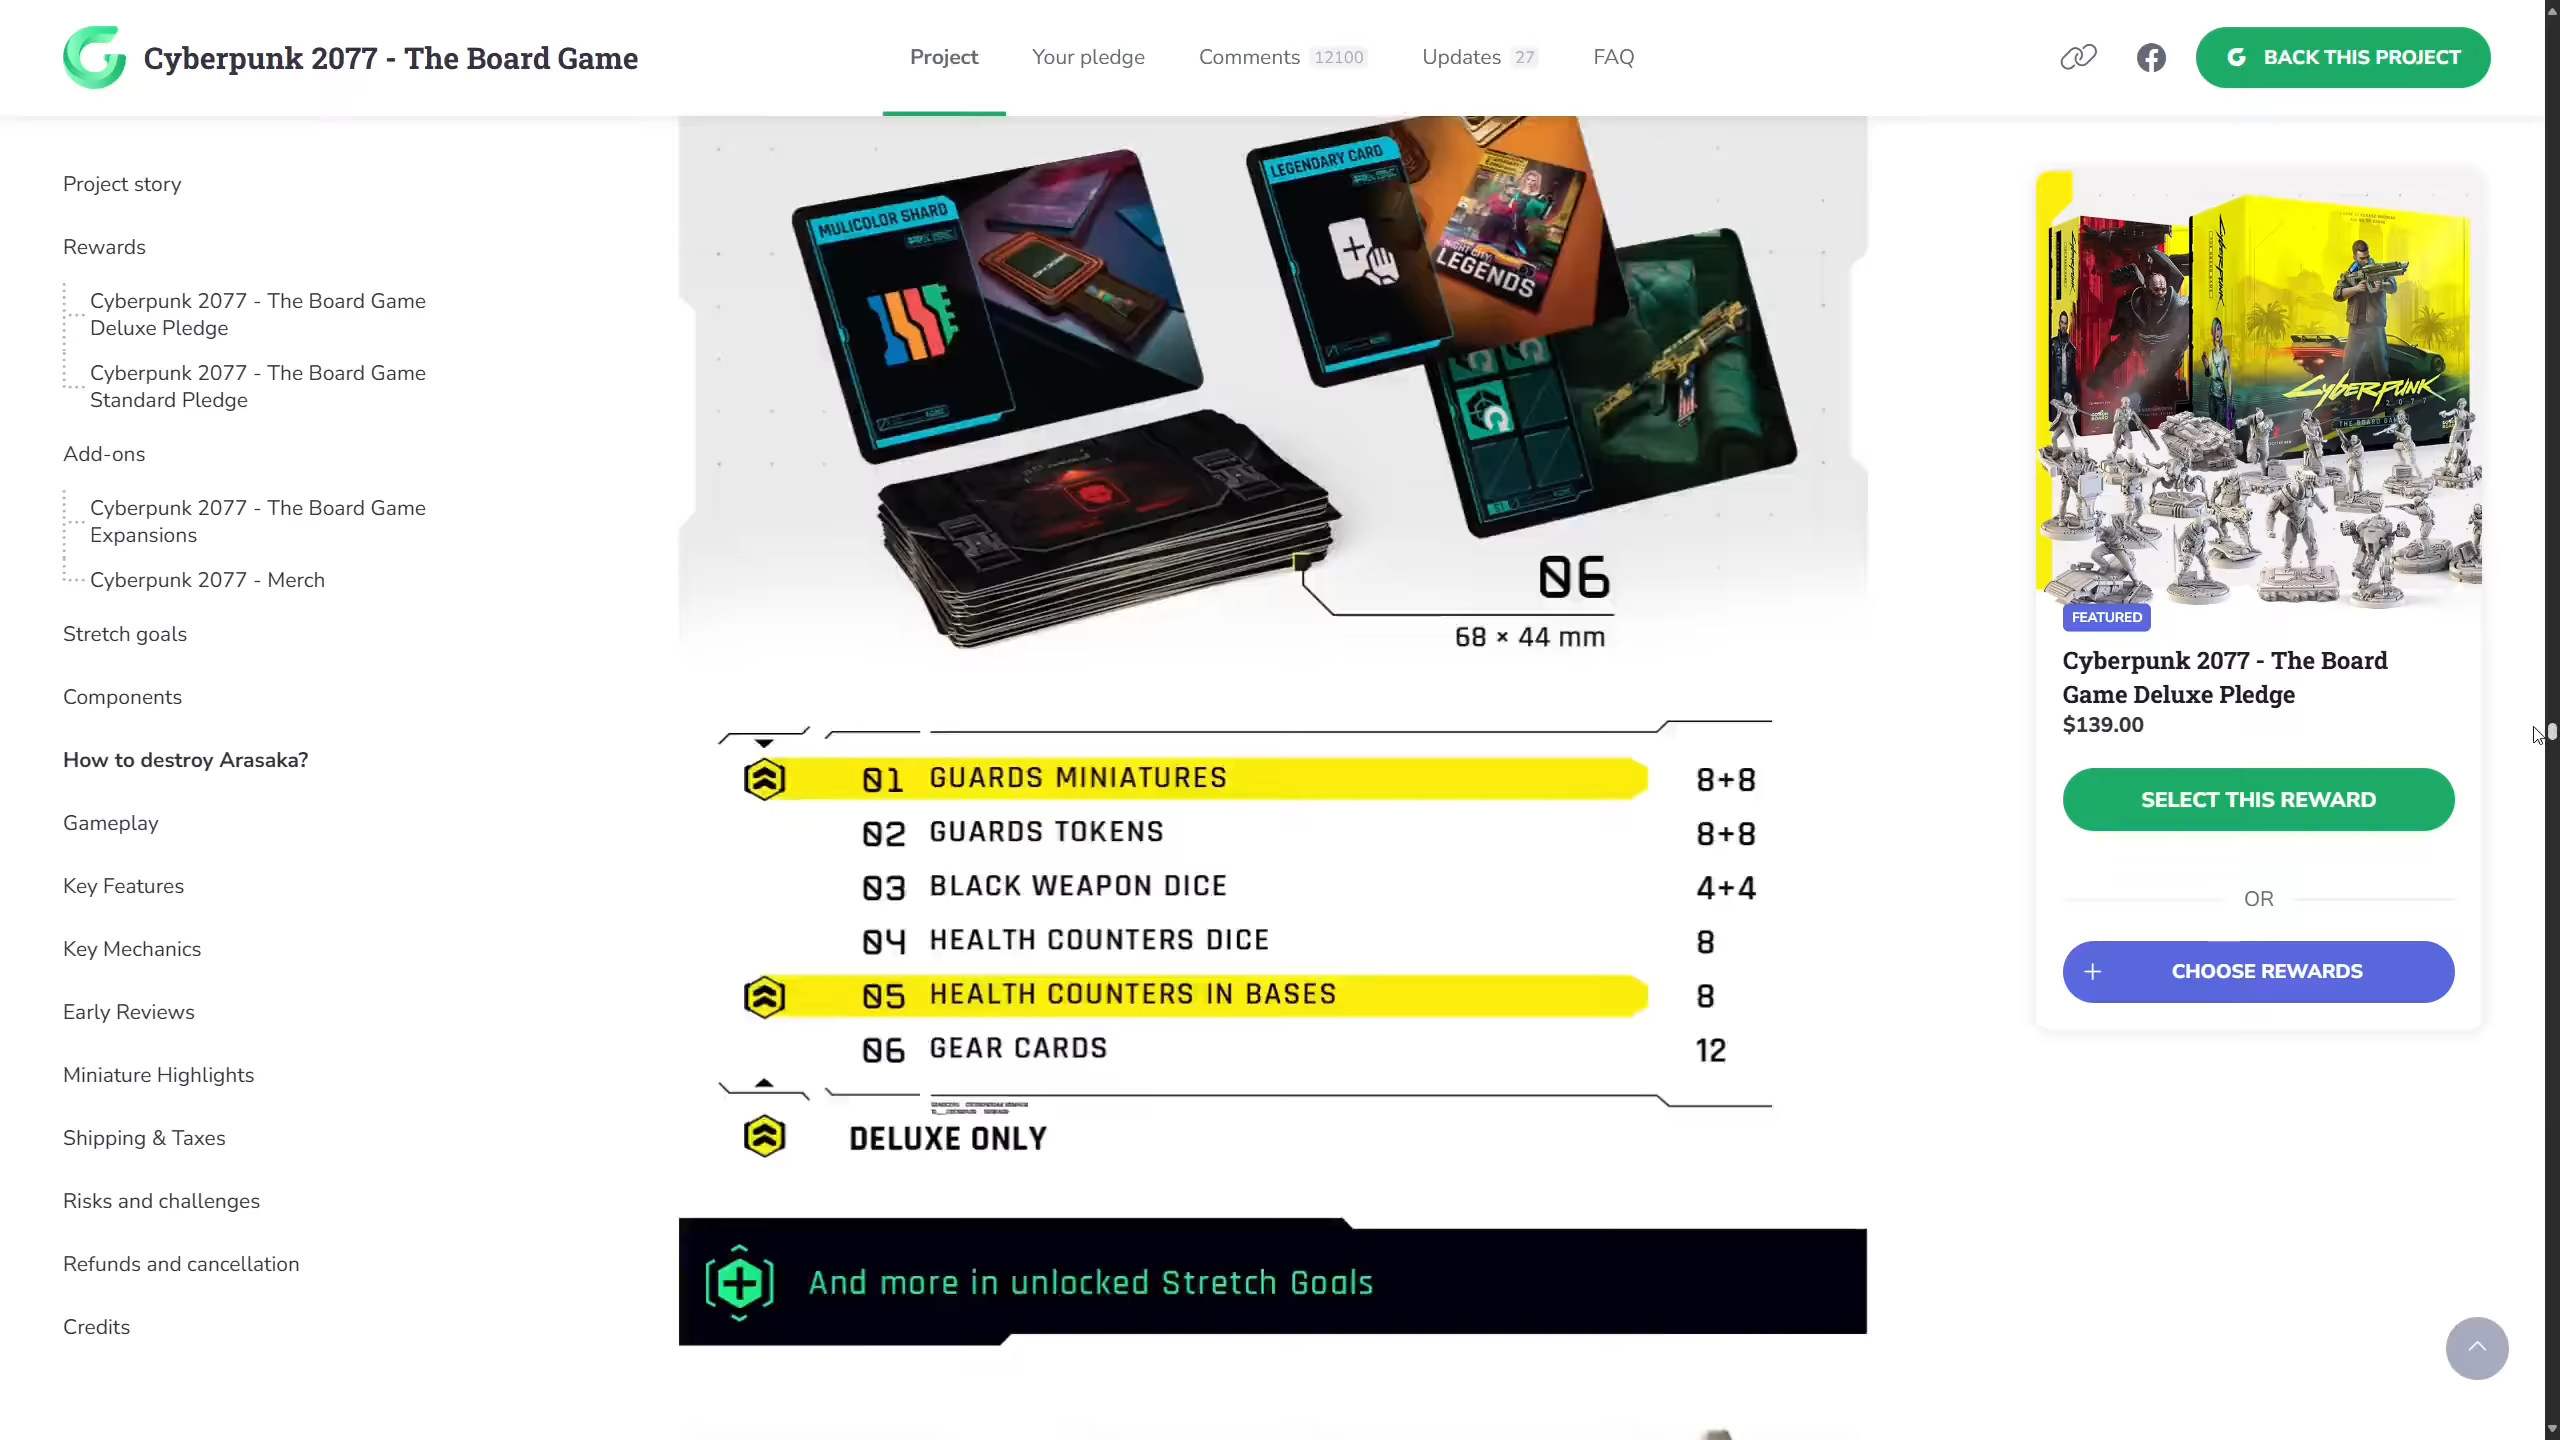 Cyberpunk 2077 - The Board Game
Project
Your pledge
Comments 12100
Updates 27
FAQ
BACK THIS PROJECT
Project story
Rewards
Cyberpunk 2077 - The Board Game
Deluxe Pledge
Cyberpunk 2077 - The Board Game
Standard Pledge
Add-ons
Cyberpunk 2077 - The Board Game
Expansions
Cyberpunk 2077 - Merch
Stretch goals
Components
How to destroy Arasaka?
Gameplay
Key Features
Key Mechanics
Early Reviews
Miniature Highlights
Shipping & Taxes
Risks and challenges
Refunds and cancellation
Credits
MULICOLOR SHARD
LEGENDARY CARD
NIGHT CITY
LEGENDS
06
68 × 44 mm
01 GUARDS MINIATURES 8+8
02 GUARDS TOKENS 8+8
03 BLACK WEAPON DICE 4+4
04 HEALTH COUNTERS DICE 8
05 HEALTH COUNTERS IN BASES 8
06 GEAR CARDS 12
DELUXE ONLY
And more in unlocked Stretch Goals
CYBERPUNK
2077
THE BOARD GAME
FEATURED
Cyberpunk 2077 - The Board
Game Deluxe Pledge
$139.00
SELECT THIS REWARD
OR
+ CHOOSE REWARDS